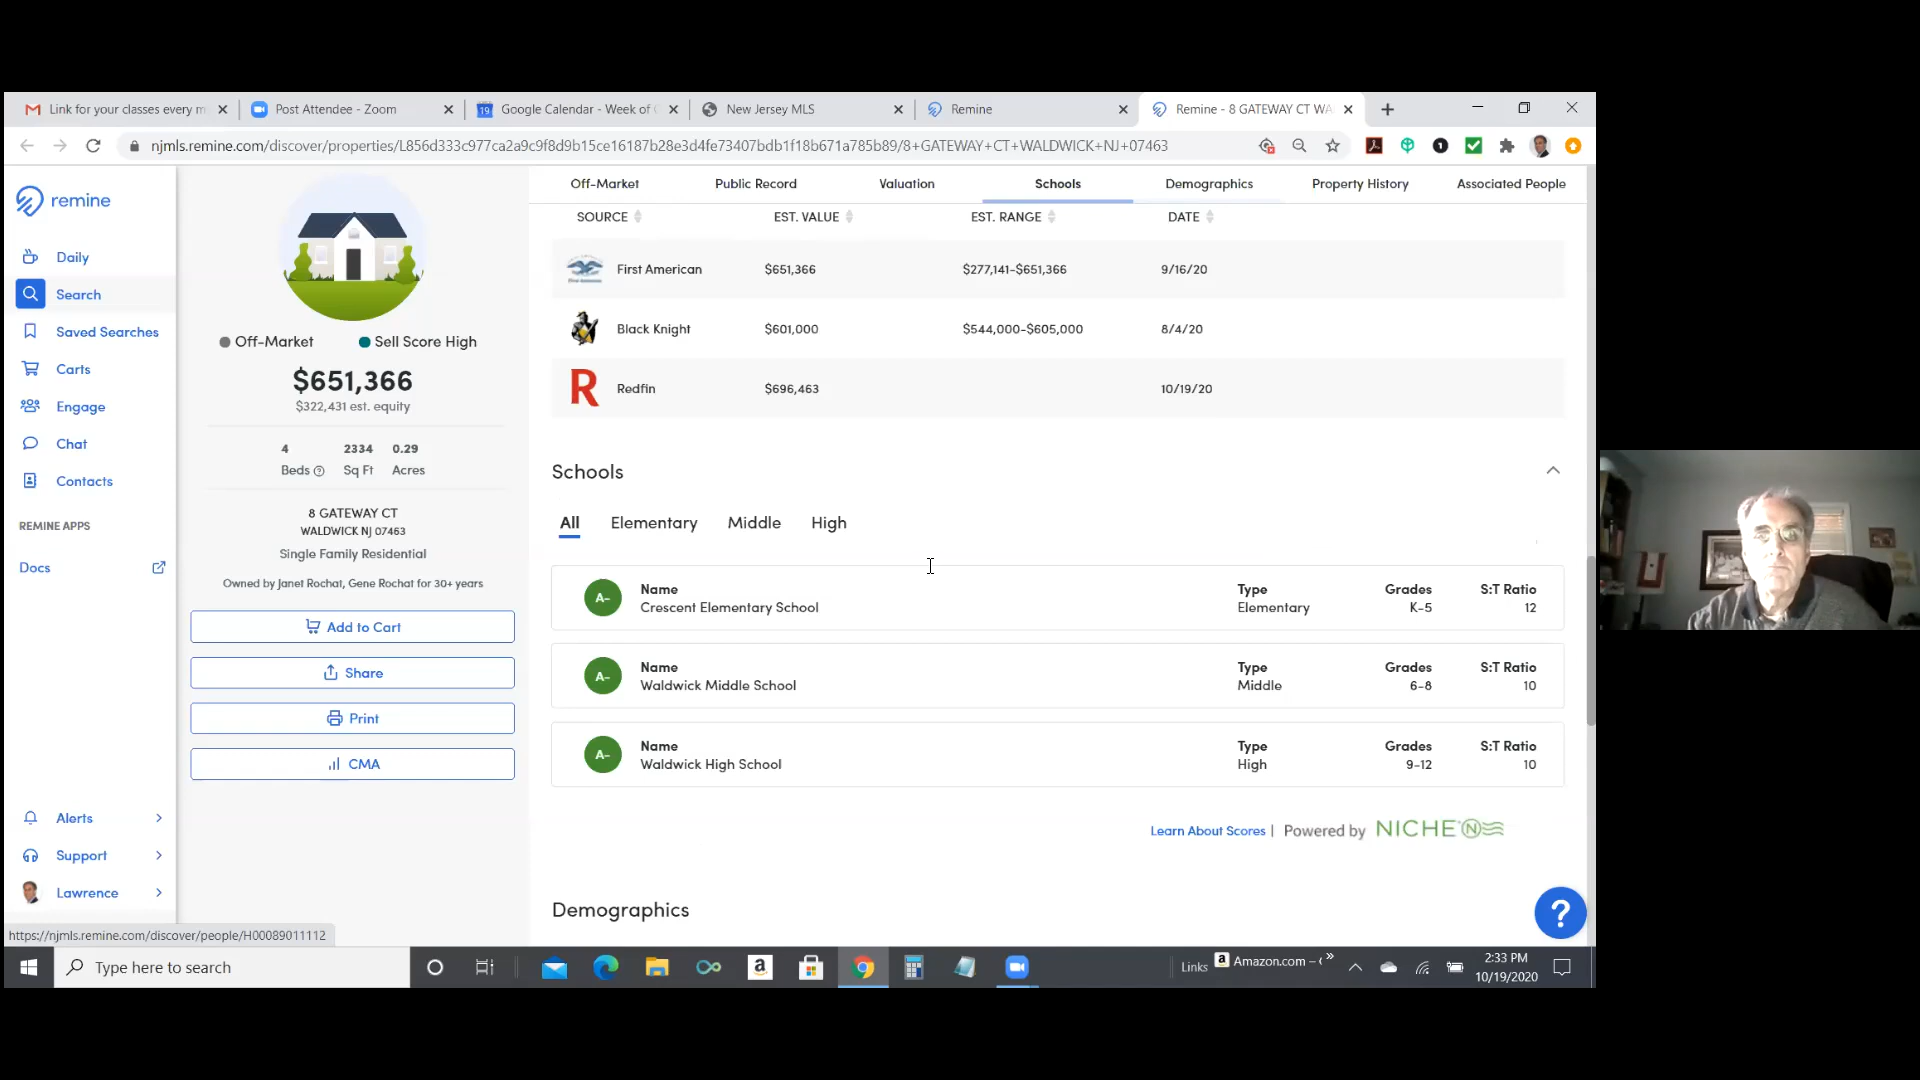 Link for your classes every m
Post Attendee - Zoom
Google Calendar - Week of
New Jersey MLS
Remine
Remine - 8 GATEWAY CT WA
njmls.remine.com/discover/properties/L856d333c977ca2a9c9f8d9b15ce16187b28e3d4fe73407bdb1f18b671a785b89/8+GATEWAY+CT+WALDWICK+NJ+07463
remine
Daily
Search
Saved Searches
Carts
Engage
Chat
Contacts
REMINE APPS
Docs
Alerts
Support
Lawrence
Off-Market
Sell Score High
$651,366
$322,431 est. equity
4 2334 0.29
Beds Sq Ft Acres
8 GATEWAY CT
WALDWICK NJ 07463
Single Family Residential
Owned by Janet Rochat, Gene Rochat for 30+ years
Add to Cart
Share
Print
CMA
Off-Market Public Record Valuation Schools Demographics Property History Associated People
SOURCE EST. VALUE EST. RANGE DATE
First American $651,366 $277,141-$651,366 9/16/20
Black Knight $601,000 $544,000-$605,000 8/4/20
R Redfin $696,463 10/19/20
Schools
All Elementary Middle High
A- Name Type Grades S:T Ratio
Crescent Elementary School Elementary K-5 12
A- Name Type Grades S:T Ratio
Waldwick Middle School Middle 6-8 10
A- Name Type Grades S:T Ratio
Waldwick High School High 9-12 10
Learn About Scores | Powered by NICHE
Demographics
?
https://njmls.remine.com/discover/people/H00089011112
Type here to search
Links
Amazon.com –
2:33 PM
10/19/2020